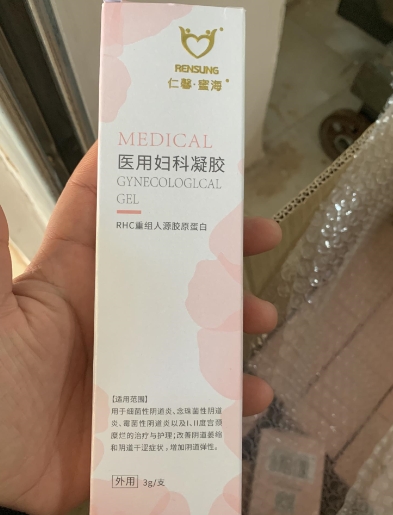 RENSUNG
仁馨·蜜海
MEDICAL
医用妇科凝胶
GYNECOLOGLCAL
GEL
RHC重组人源胶原蛋白
【适用范围】
用于细菌性阴道炎、念珠菌性阴道
炎、霉菌性阴道炎以及I、II度宫颈
糜烂的治疗与护理;改善阴道萎缩
和阴道干涩症状,增加阴道弹性。
外用 3g/支